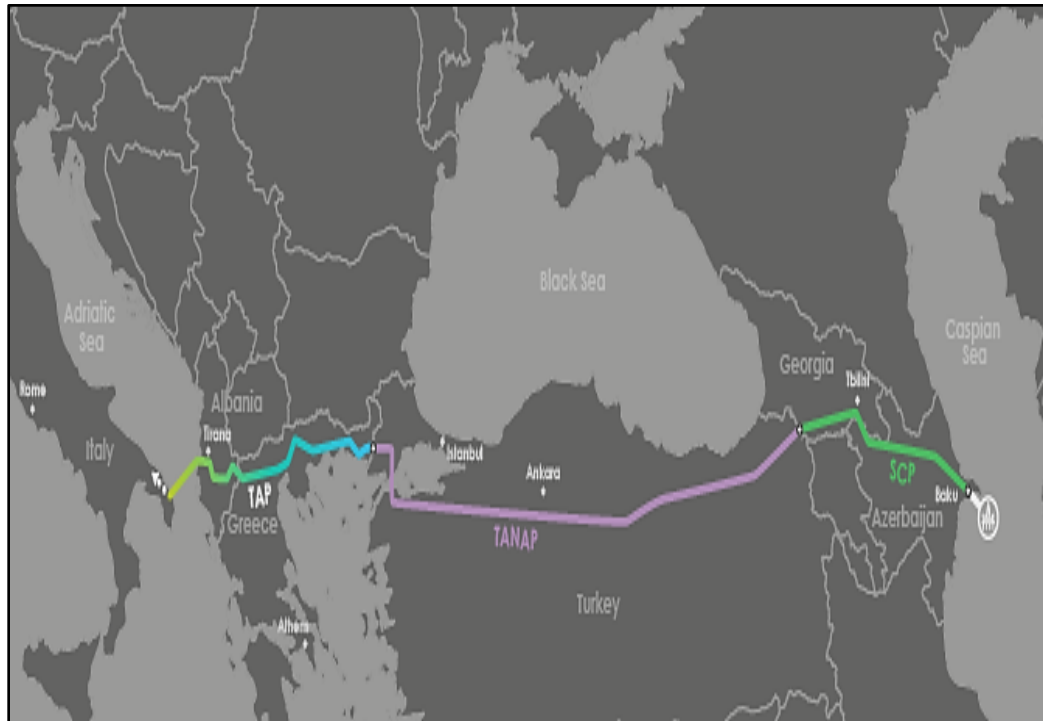 Black Sea
Adriatic
Sea
Caspian
Sea
Georgia
Tbilisi
Rome
Albania
Tirana
Italy
Istanbul
Ankara
SCP
Baku
TAP
Azerbaijan
Greece
TANAP
Turkey
Athens